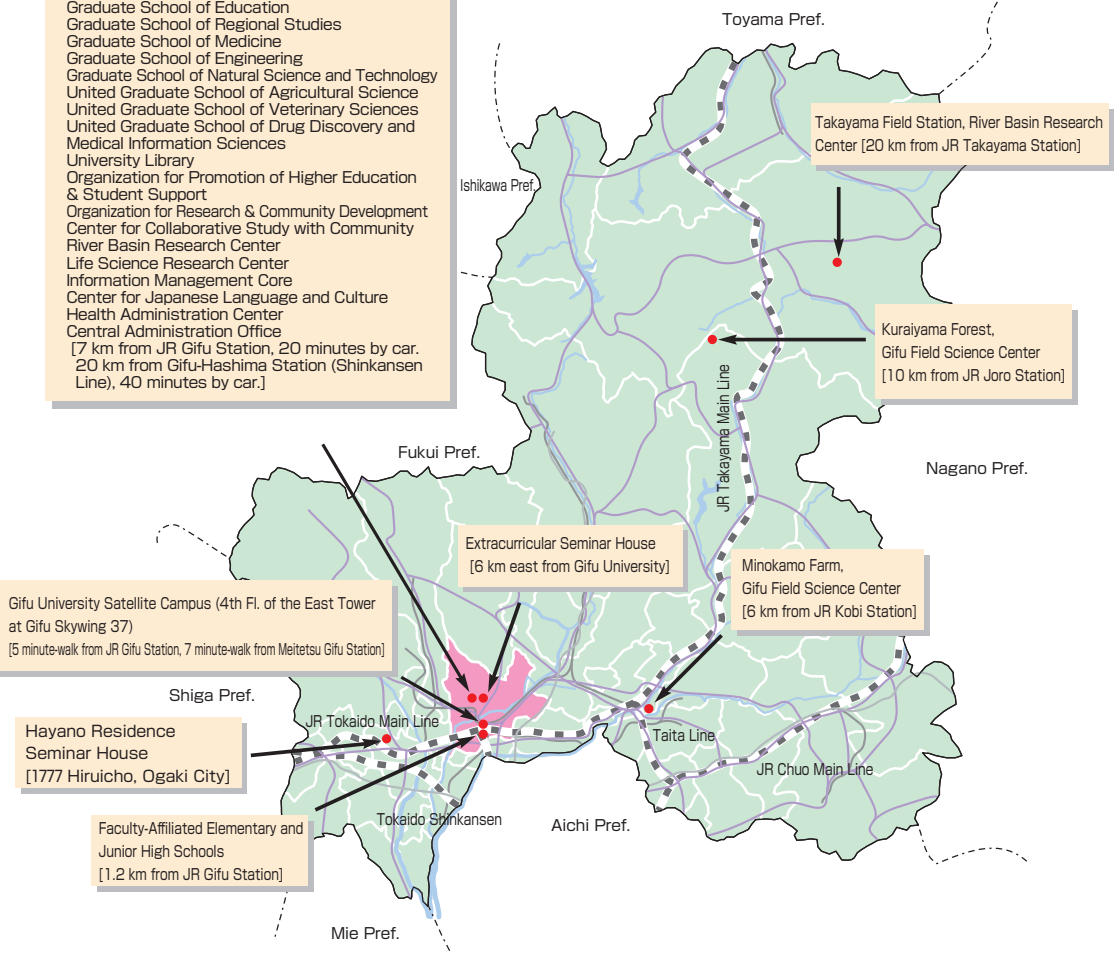 Graduate School of Education
Graduate School of Regional Studies
Graduate School of Medicine
Graduate School of Engineering
Graduate School of Natural Science and Technology
United Graduate School of Agricultural Science
United Graduate School of Veterinary Sciences
United Graduate School of Drug Discovery and
Medical Information Sciences
University Library
Organization for Promotion of Higher Education
& Student Support
Organization for Research & Community Development
Center for Collaborative Study with Community
River Basin Research Center
Life Science Research Center
Information Management Core
Center for Japanese Language and Culture
Health Administration Center
Central Administration Office
[7 km from JR Gifu Station, 20 minutes by car.
20 km from Gifu-Hashima Station (Shinkansen
Line), 40 minutes by car.]
Toyama Pref.
Takayama Field Station, River Basin Research
Center [20 km from JR Takayama Station]
Ishikawa Pref.
Kuraiyama Forest,
Gifu Field Science Center
[10 km from JR Joro Station]
JR Takayama Main Line
Fukui Pref.
Nagano Pref.
Extracurricular Seminar House
[6 km east from Gifu University]
Minokamo Farm,
Gifu Field Science Center
[6 km from JR Kobi Station]
Gifu University Satellite Campus (4th Fl. of the East Tower
at Gifu Skywing 37)
[5 minute-walk from JR Gifu Station, 7 minute-walk from Meitetsu Gifu Station]
Shiga Pref.
JR Tokaido Main Line
Hayano Residence
Seminar House
[1777 Hiruicho, Ogaki City]
Taita Line
JR Chuo Main Line
Tokaido Shinkansen
Aichi Pref.
Faculty-Affiliated Elementary and
Junior High Schools
[1.2 km from JR Gifu Station]
Mie Pref.